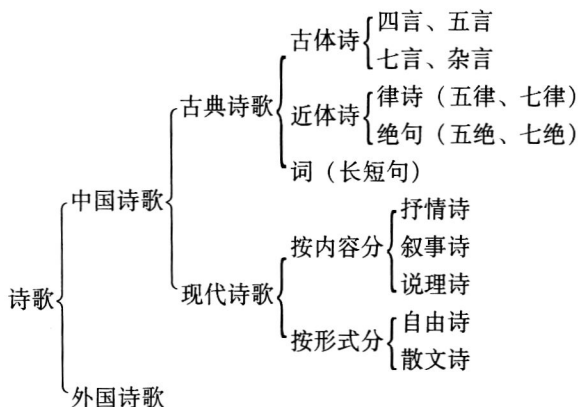 四言、五言
古体诗
七言、杂言
律诗（五律、七律）
古典诗歌
近体诗
绝句（五绝、七绝）
词（长短句）
中国诗歌
抒情诗
按内容分
叙事诗
说理诗
诗歌
现代诗歌
自由诗
按形式分
散文诗
外国诗歌